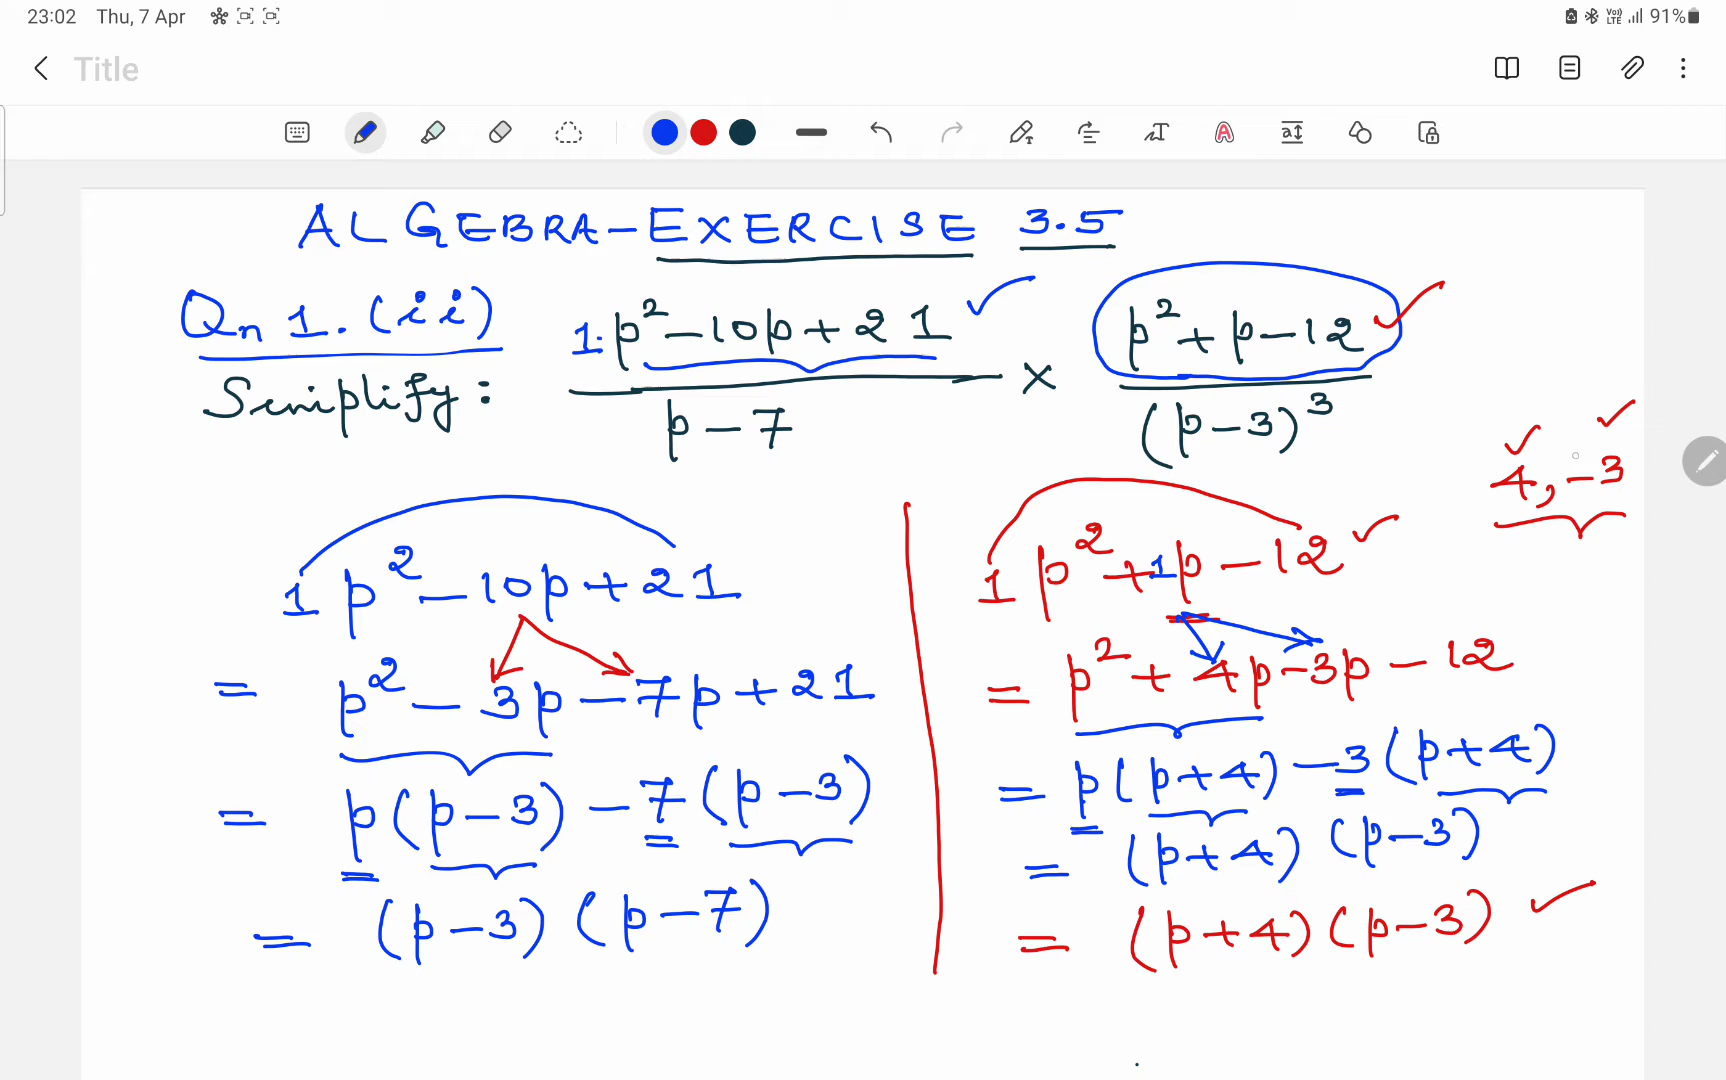 23:02 Thu, 7 Apr 91%
Title
ALGEBRA-EXERCISE 3.5
Qn 1. (ii) 1. p² – 10p + 21 p² + p – 12
Simplify: ×
p – 7 (p – 3)³
4, –3
1 p² – 10p + 21 1 p² + 1p – 12
= p² – 3p – 7p + 21 = p² + 4p – 3p – 12
= p (p – 3) – 7 (p – 3) = p (p + 4) – 3 (p + 4)
= (p + 4) (p – 3)
= (p – 3) (p – 7) = (p + 4) (p – 3)